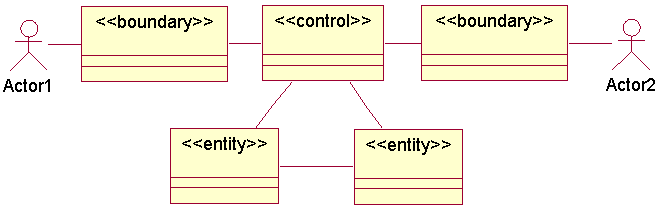 <<boundary>>
<<control>>
<<boundary>>
Actor1
Actor2
<<entity>>
<<entity>>